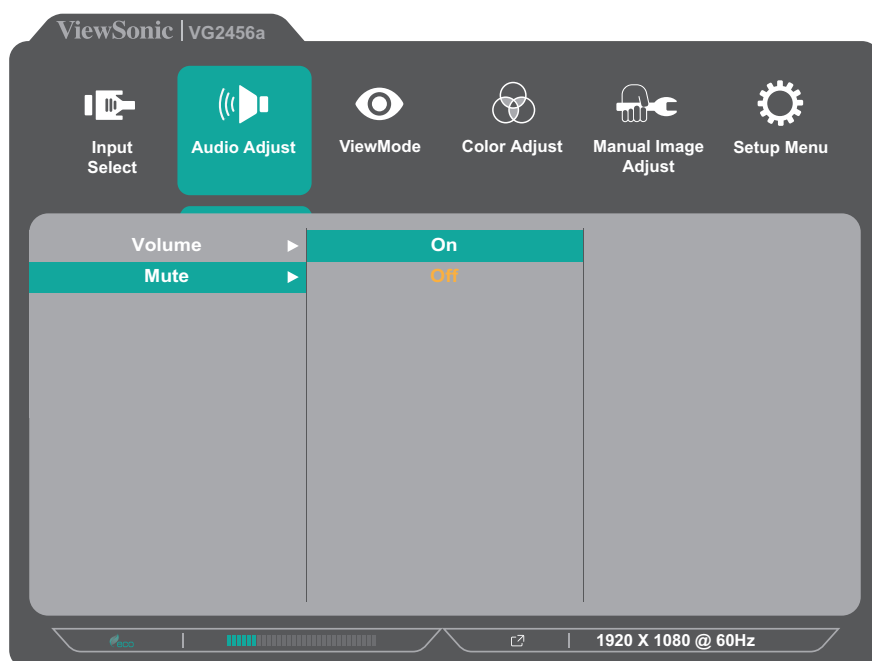 ViewSonic | VG2456a
Input Select
Audio Adjust
ViewMode
Color Adjust
Manual Image Adjust
Setup Menu
Volume
On
Mute
Off
eco
1920 X 1080 @ 60Hz